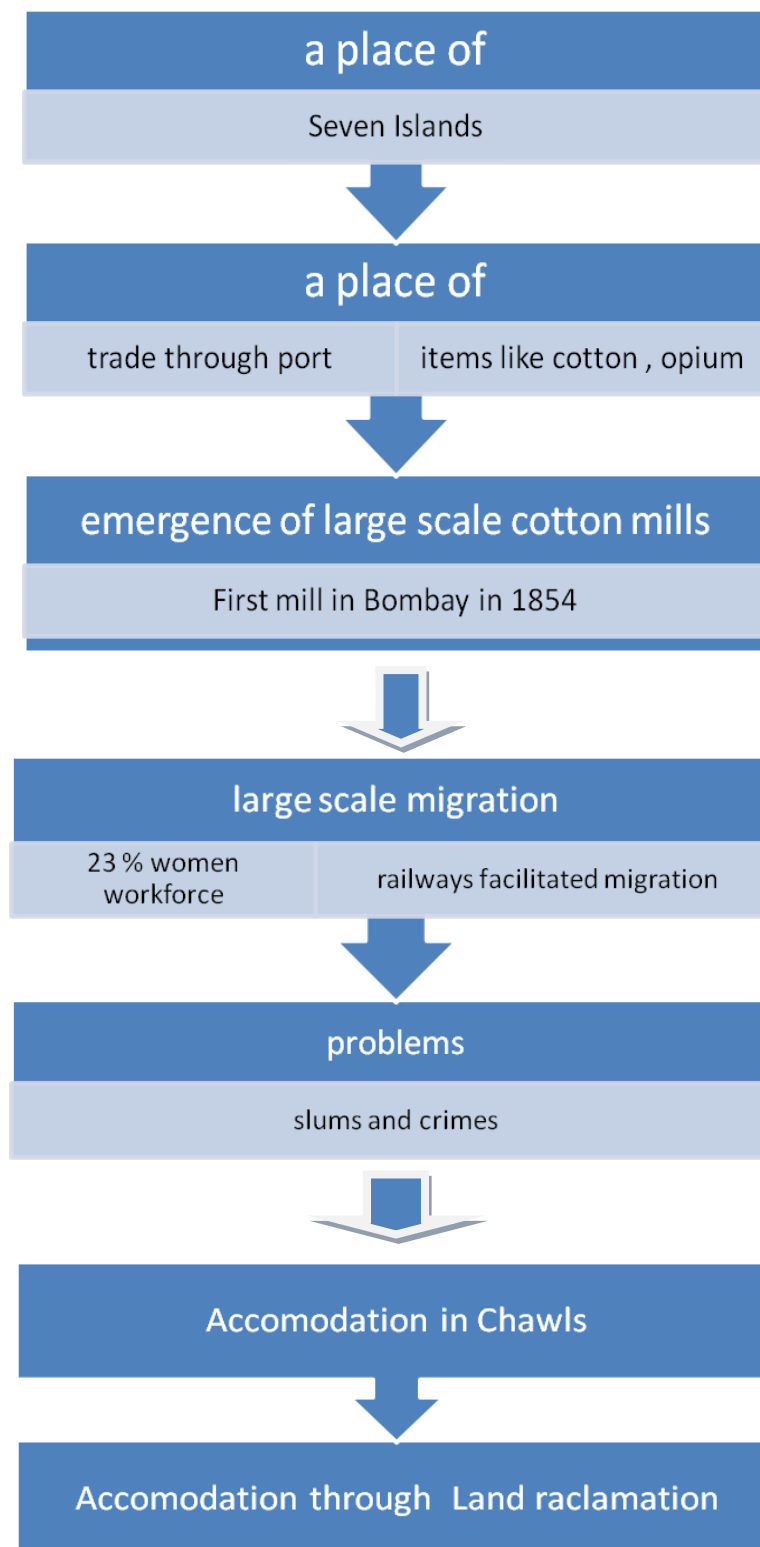 a place of
Seven Islands
a place of
trade through port
items like cotton , opium
emergence of large scale cotton mills
First mill in Bombay in 1854
large scale migration
23 % women
workforce
railways facilitated migration
problems
slums and crimes
Accomodation in Chawls
Accomodation through Land raclamation